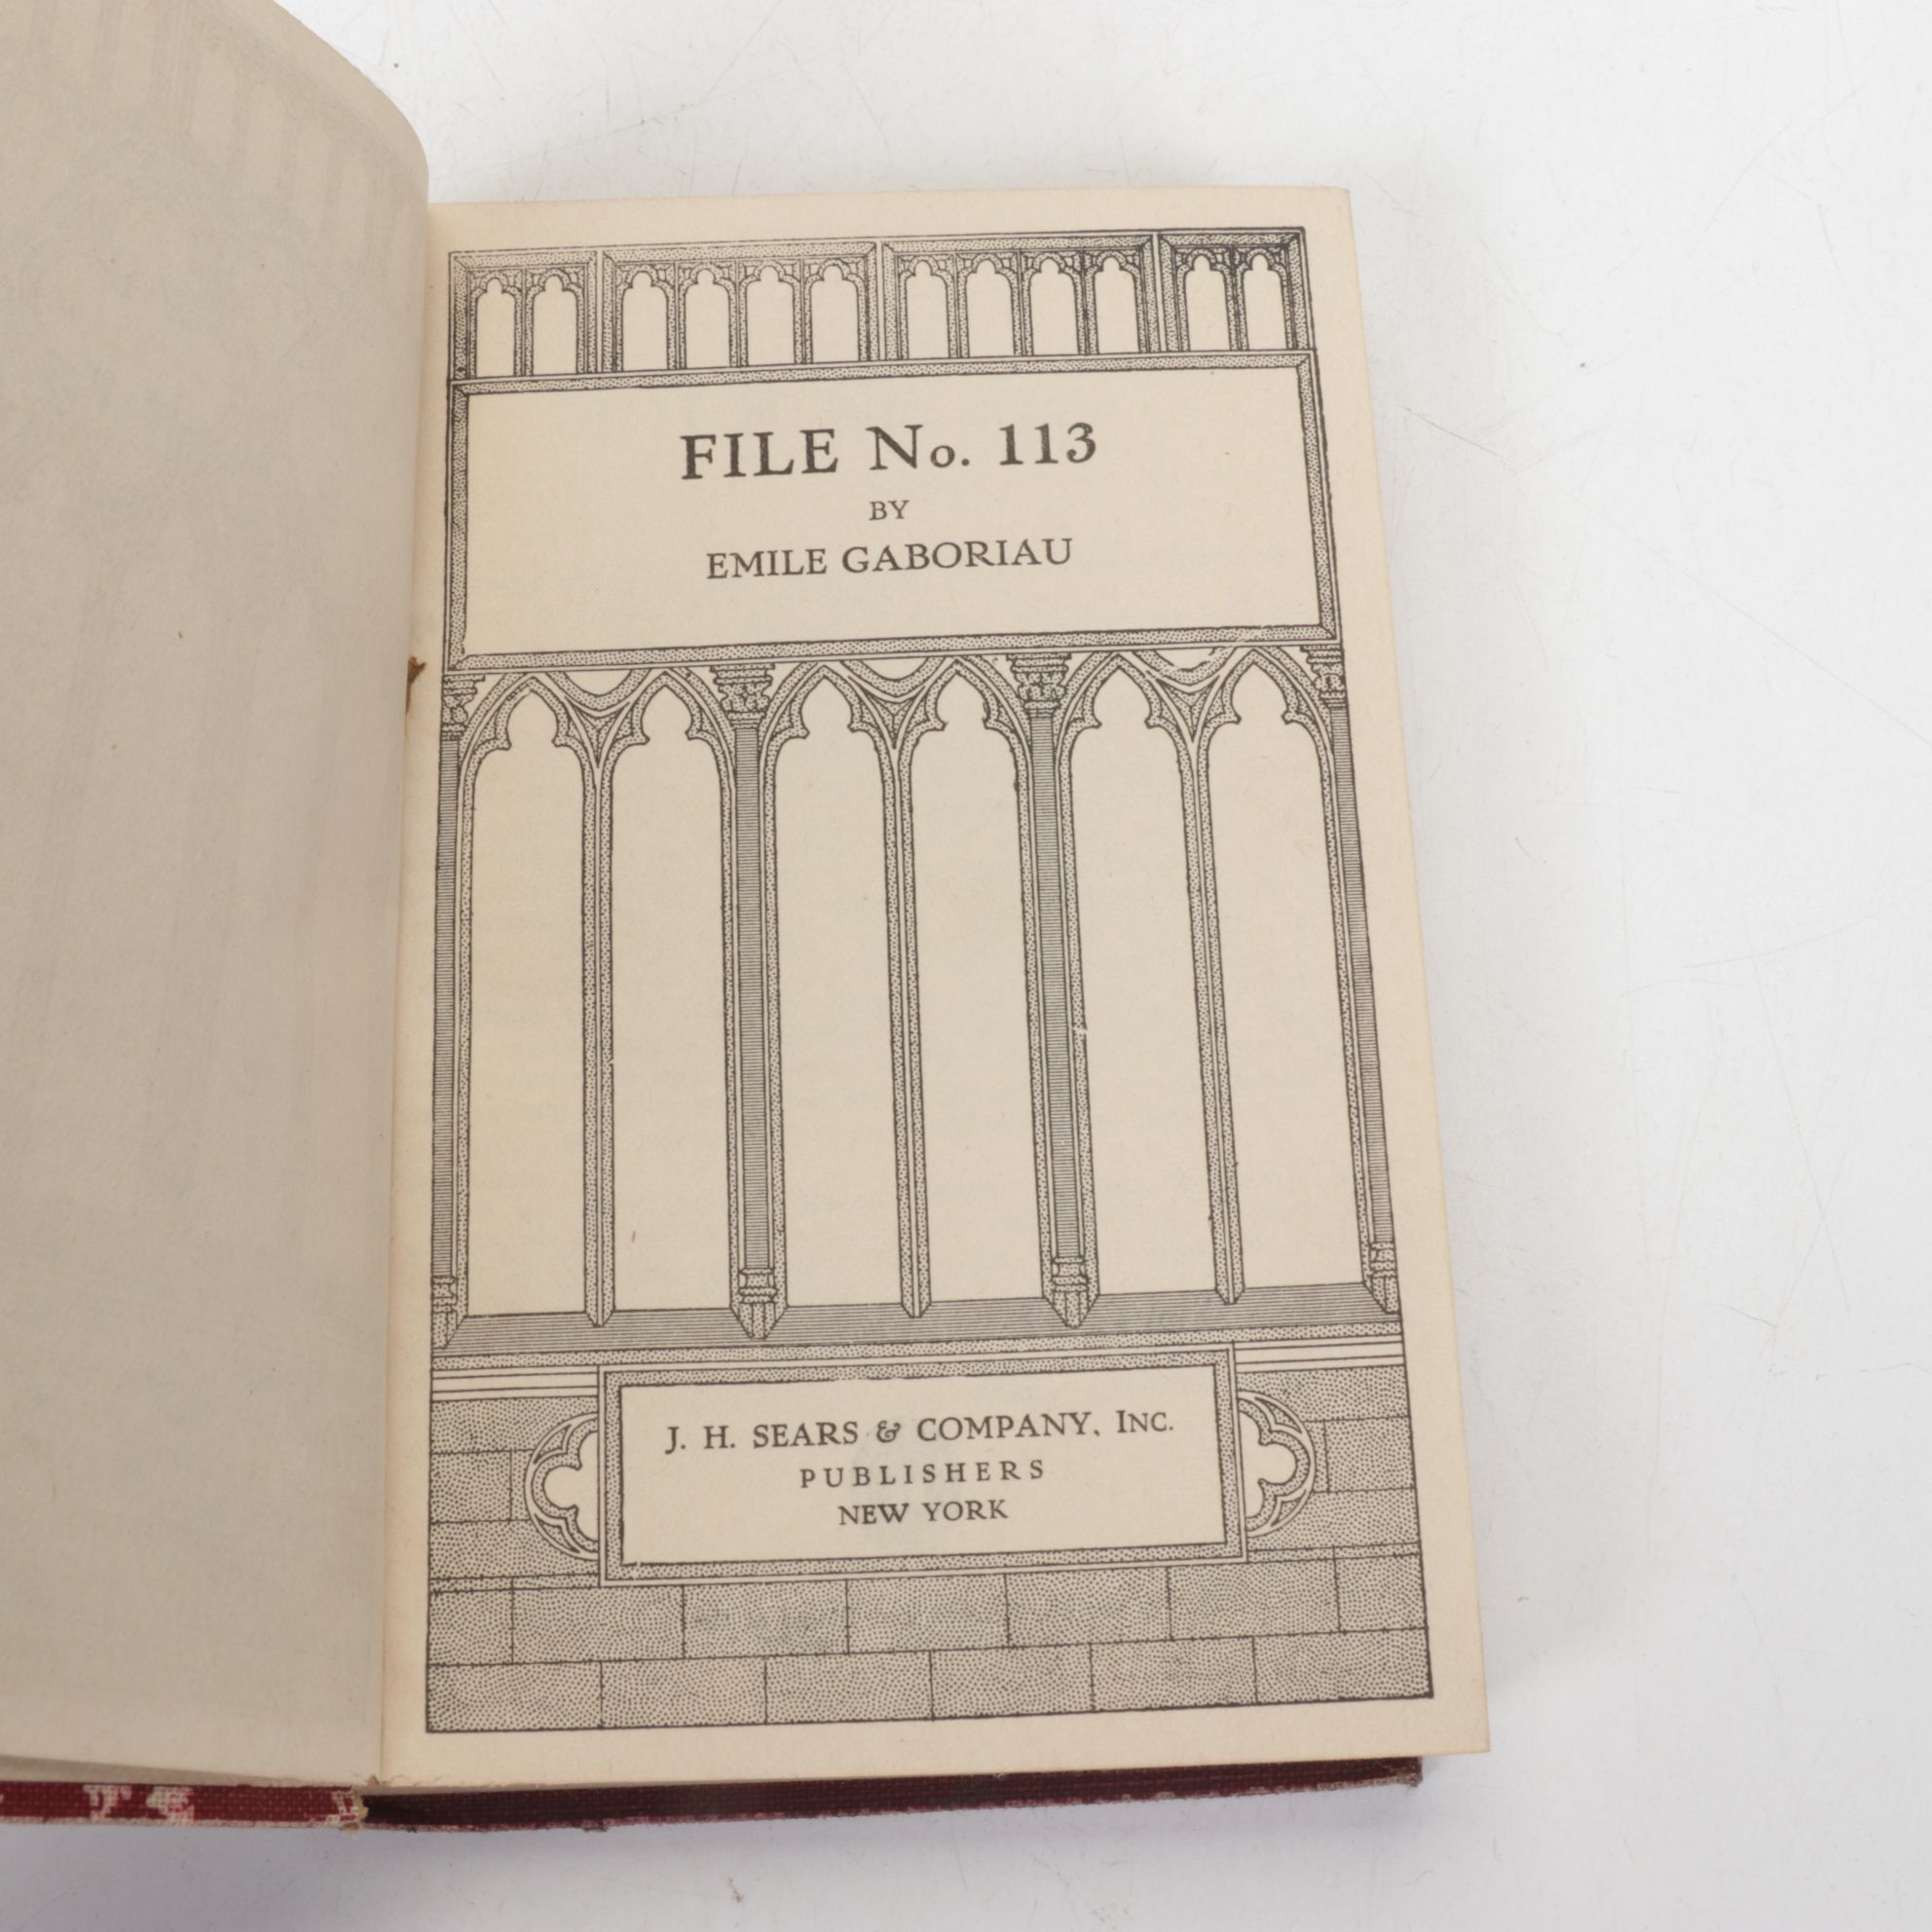 FILE No. 113
BY
EMILE GABORIAU
J. H. SEARS & COMPANY, INC.
PUBLISHERS
NEW YORK